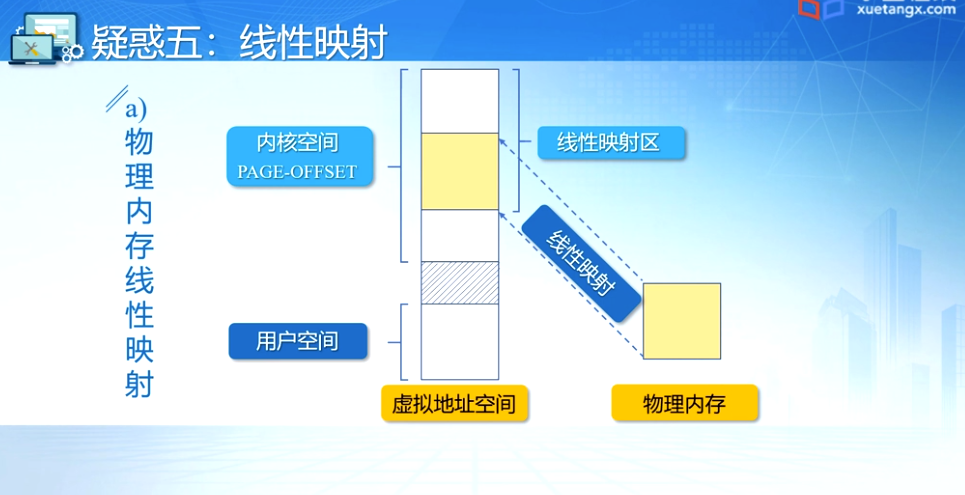 xuetangx.com
疑惑五：线性映射
a)
物理内存线性映射
内核空间
PAGE-OFFSET
线性映射区
线性映射
用户空间
虚拟地址空间
物理内存